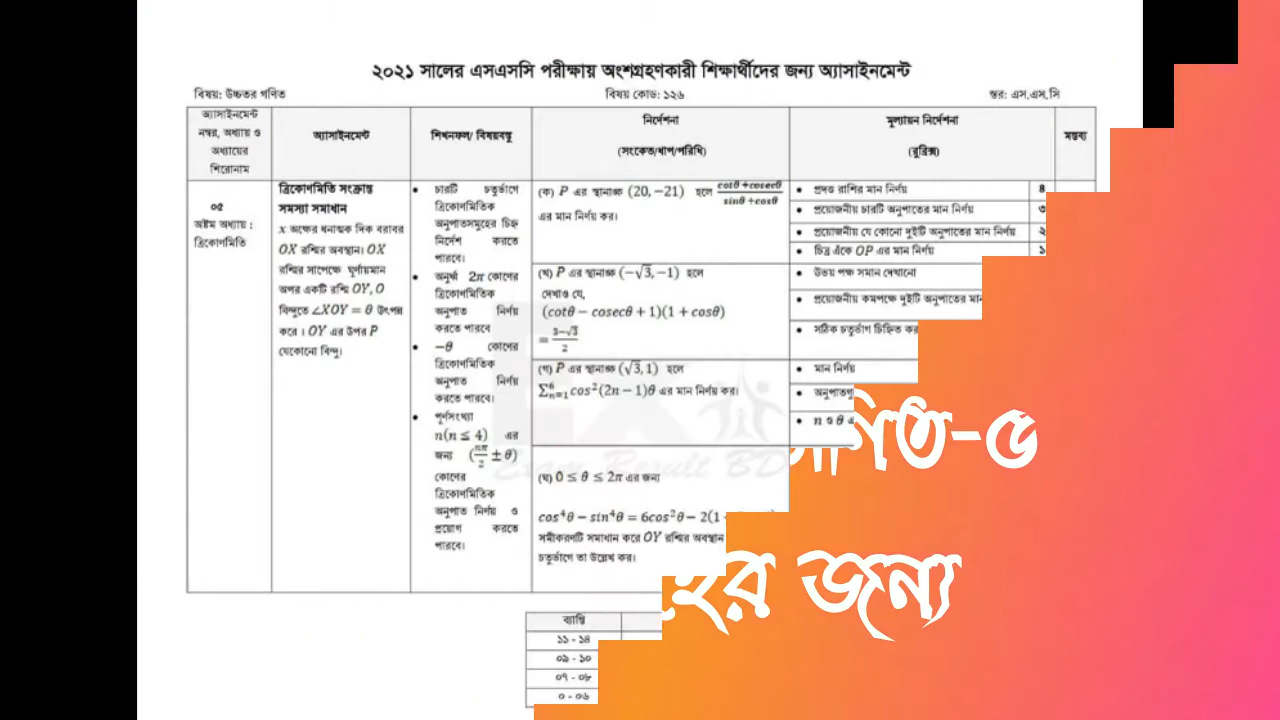 ২০২১ সালের এসএসসি পরীক্ষায় অংশগ্রহণকারী শিক্ষার্থীদের জন্য অ্যাসাইনমেন্ট
বিষয়: উচ্চতর গণিত বিষয় কোড: ১২৬ স্তর: এস.এস.সি
অ্যাসাইনমেন্ট
নম্বর, অধ্যায় ও
অধ্যায়ের
শিরোনাম
অ্যাসাইনমেন্ট
শিখনফল/ বিষয়বস্তু
নির্দেশনা
(সংকেত/ধাপ/পরিধি)
মূল্যায়ন নির্দেশনা
(রুব্রিক্স)
মন্তব্য
০৫
অষ্টম অধ্যায় :
ত্রিকোণমিতি
ত্রিকোণমিতি সংক্রান্ত
সমস্যা সমাধান
x অক্ষের ধনাত্মক দিক বরাবর
OX রশ্মির অবস্থান। OX
রশ্মির সাপেক্ষে ঘূর্ণায়মান
অপর একটি রশ্মি OY, O
বিন্দুতে ∠XOY = θ উৎপন্ন
করে । OY এর উপর P
যেকোনো বিন্দু।
• চারটি চতুর্ভাগে
ত্রিকোণমিতিক
অনুপাতসমূহের চিহ্ন
নির্দেশ করতে
পারবে।
• অনূর্ধ্ব 2π কোণের
ত্রিকোণমিতিক
অনুপাত নির্ণয়
করতে পারবে
• −θ কোণের
ত্রিকোণমিতিক
অনুপাত নির্ণয়
করতে পারবে।
• পূর্ণসংখ্যা
n(n ≤ 4) এর
জন্য (nπ/2 ± θ)
কোণের
ত্রিকোণমিতিক
অনুপাত নির্ণয় ও
প্রয়োগ করতে
পারবে।
(ক) P এর স্থানাঙ্ক (20, −21) হলে (cotθ+cosecθ)/(sinθ+cosθ)
এর মান নির্ণয় কর।
(খ) P এর স্থানাঙ্ক (−√3, −1) হলে
দেখাও যে,
(cotθ − cosecθ + 1)(1 + cosθ)
= (3−√3)/2
(গ) P এর স্থানাঙ্ক (√3, 1) হলে
∑⁶ₙ₌₁ cos²(2n − 1)θ এর মান নির্ণয় কর।
(ঘ) 0 ≤ θ ≤ 2π এর জন্য
cos⁴θ − sin⁴θ = 6cos²θ − 2(1
সমীকরণটি সমাধান করে OY রশ্মির অবস্থান
চতুর্ভাগে তা উল্লেখ কর।
• প্রদত্ত রাশির মান নির্ণয় ৪
• প্রয়োজনীয় চারটি অনুপাতের মান নির্ণয় ৩
• প্রয়োজনীয় যে কোনো দুইটি অনুপাতের মান নির্ণয় ২
• চিত্র এঁকে OP এর মান নির্ণয় ১
• উভয় পক্ষ সমান দেখানো
• প্রয়োজনীয় কমপক্ষে দুইটি অনুপাতের মান
• সঠিক চতুর্ভাগ চিহ্নিত কর
• মান নির্ণয়
• অনুপাতগু
• n ও θ এ
Exam Result BD
ব্যাপ্তি
১১ - ১৪
০৯ - ১০
০৭ - ০৮
০ - ০৬
গণিত-৫
হের জন্য